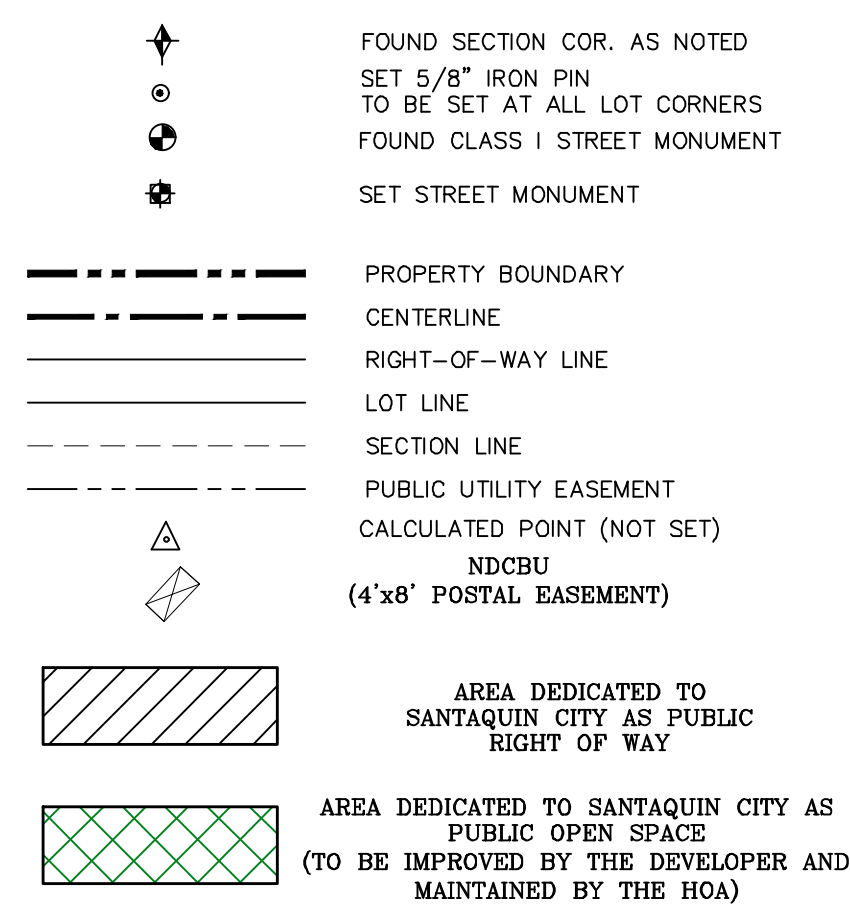 FOUND SECTION COR. AS NOTED
SET 5/8" IRON PIN
TO BE SET AT ALL LOT CORNERS
FOUND CLASS I STREET MONUMENT
SET STREET MONUMENT
PROPERTY BOUNDARY
CENTERLINE
RIGHT-OF-WAY LINE
LOT LINE
SECTION LINE
PUBLIC UTILITY EASEMENT
CALCULATED POINT (NOT SET)
NDCBU
(4'x8' POSTAL EASEMENT)
AREA DEDICATED TO
SANTAQUIN CITY AS PUBLIC
RIGHT OF WAY
AREA DEDICATED TO SANTAQUIN CITY AS
PUBLIC OPEN SPACE
(TO BE IMPROVED BY THE DEVELOPER AND
MAINTAINED BY THE HOA)